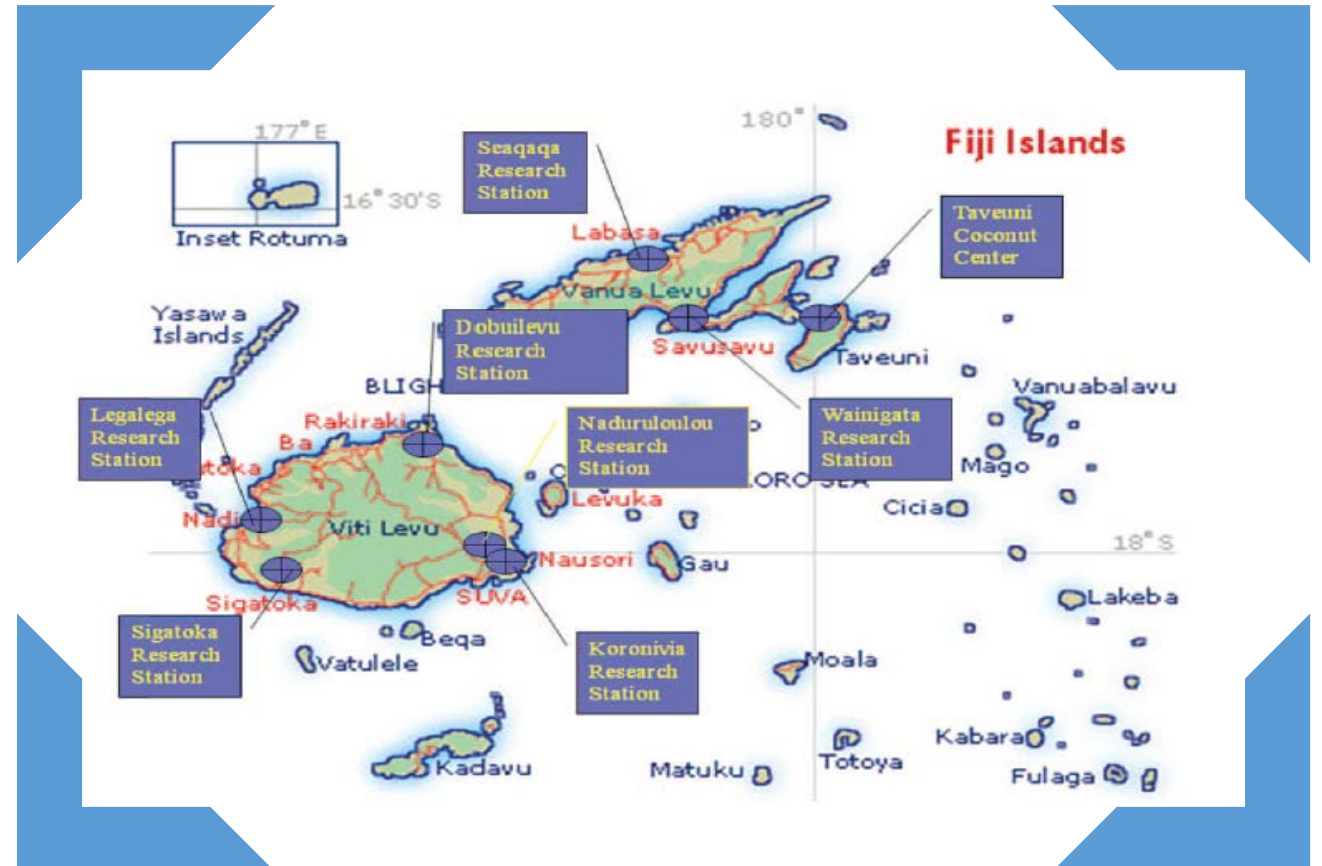 180°
Fiji Islands
177°E
16°30'S
Inset Rotuma
Seaqaqa
Research
Station
Taveuni
Coconut
Center
Labasa
Vanua Levu
Yasawa
Islands
Dobuilevu
Research
Station
Savusavu
Taveuni
BLIGH
Vanuabalavu
Legalega
Research
Station
Rakiraki
Ba
Naduruloulou
Research
Station
Wainigata
Research
Station
Mago
Levuka
Cicia
Nadi
Viti Levu
18°S
Nausori
Gau
Sigatoka
SUVA
Lakeba
Sigatoka
Research
Station
Beqa
Vatulele
Koronivia
Research
Station
Moala
Kabara
Totoya
Kadavu
Matuku
Fulaga